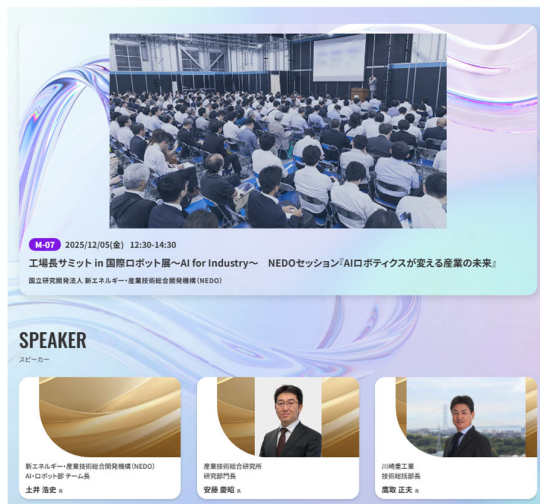 M-07 2025/12/05(金) 12:30-14:30
工場長サミット in 国際ロボット展～AI for Industry～ NEDOセッション『AIロボティクスが変える産業の未来』
国立研究開発法人 新エネルギー・産業技術総合開発機構（NEDO）
SPEAKER
スピーカー
新エネルギー・産業技術総合開発機構（NEDO）
AI・ロボット部 チーム長
土井 浩史 氏
産業技術総合研究所
研究部門長
安藤 慶昭 氏
川崎重工業
技術総括部長
鷹取 正夫 氏